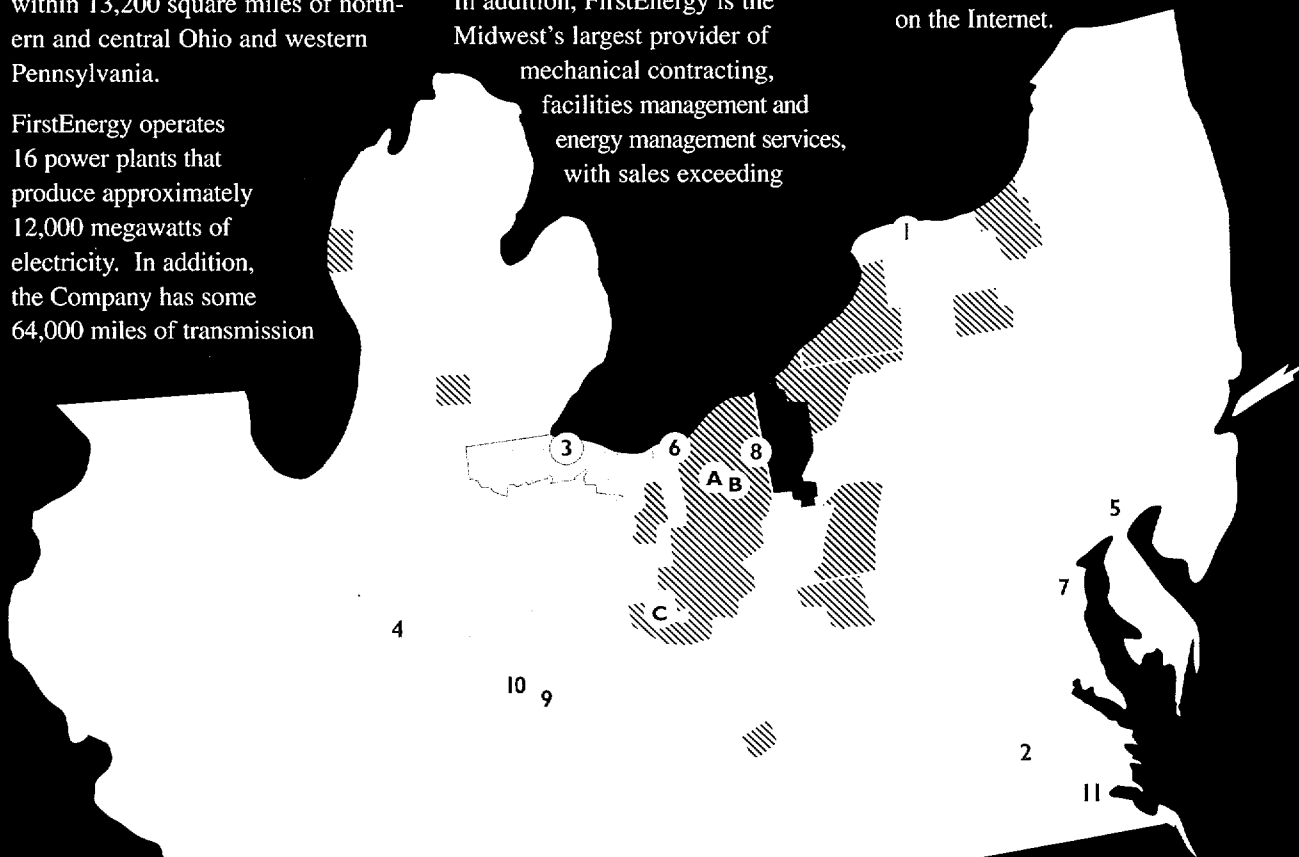 within 13,200 square miles of north-
ern and central Ohio and western
Pennsylvania.
FirstEnergy operates
16 power plants that
produce approximately
12,000 megawatts of
electricity. In addition,
the Company has some
64,000 miles of transmission
In addition, FirstEnergy is the
Midwest's largest provider of
mechanical contracting,
facilities management and
energy management services,
with sales exceeding
on the Internet.
1
3
6
8
A B
5
7
C
4
10
9
2
11